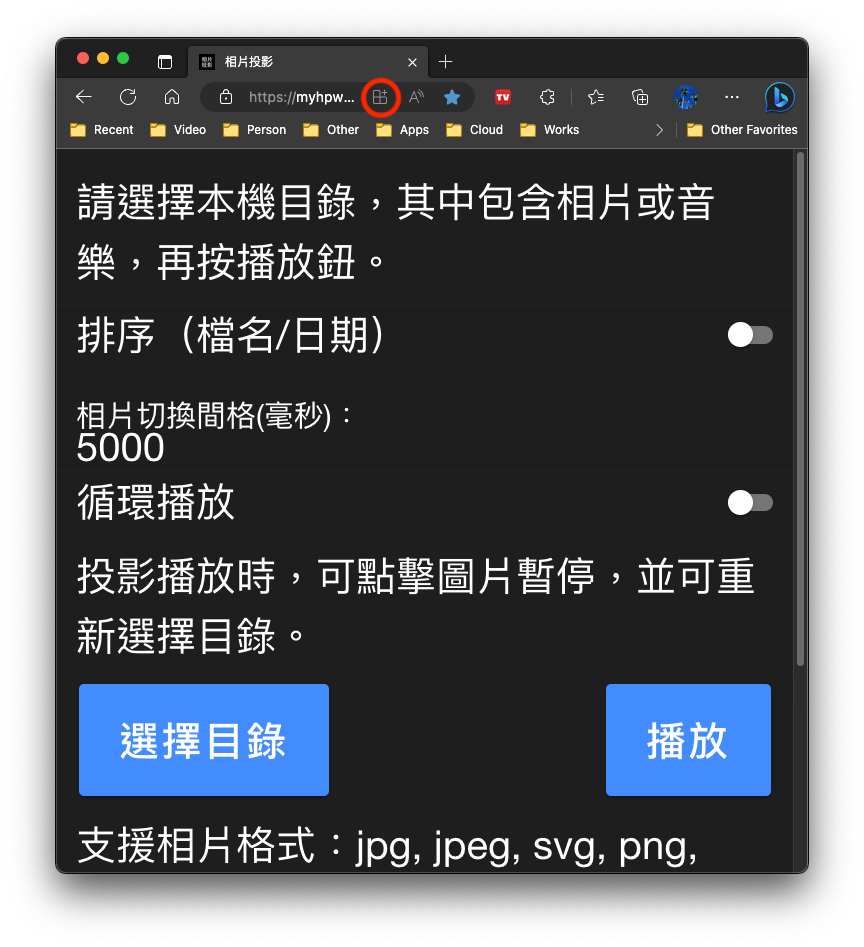 相片投影
相片投影
https://myhpw...
A
TV
Recent
Video
Person
Other
Apps
Cloud
Works
Other Favorites
請選擇本機目錄，其中包含相片或音
樂，再按播放鈕。
排序（檔名/日期）
相片切換間格(毫秒)：
5000
循環播放
投影播放時，可點擊圖片暫停，並可重
新選擇目錄。
選擇目錄
播放
支援相片格式：jpg, jpeg, svg, png,